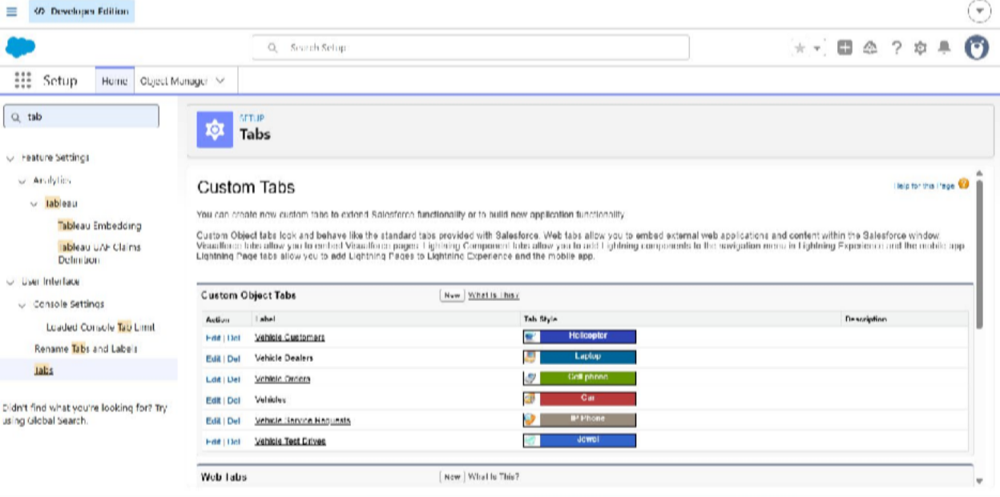 Developer Edition
Search Setup
Setup
Home
Object Manager
tab
SETUP
Tabs
Feature Settings
Analytics
Tableau
Tableau Embedding
Tableau UAF Claims
Definition
User Interface
Console Settings
Loaded Console Tab Limit
Rename Tabs and Labels
Tabs
Didn't find what you're looking for? Try
using Global Search.
Custom Tabs
Help for this Page
You can create new custom tabs to extend Salesforce functionality or to build new application functionality
Custom Object tabs look and behave like the standard tabs provided with Salesforce. Web tabs allow you to embed external web applications and content within the Salesforce window
Visualforce tabs allow you to embed Visualforce pages. Lightning Component tabs allow you to add Lightning components to the navigation menu in Lightning Experience and the mobile app
Lightning Page tabs allow you to add Lightning Pages to Lightning Experience and the mobile app.
Custom Object Tabs New What Is This?
Action Label Tab Style Description
Edit | Del Vehicle Customers Helicopter
Edit | Del Vehicle Dealers Laptop
Edit | Del Vehicle Orders Cell phone
Edit | Del Vehicles Car
Edit | Del Vehicle Service Requests IP Phone
Edit | Del Vehicle Test Drives Jewel
Web Tabs New What Is This?